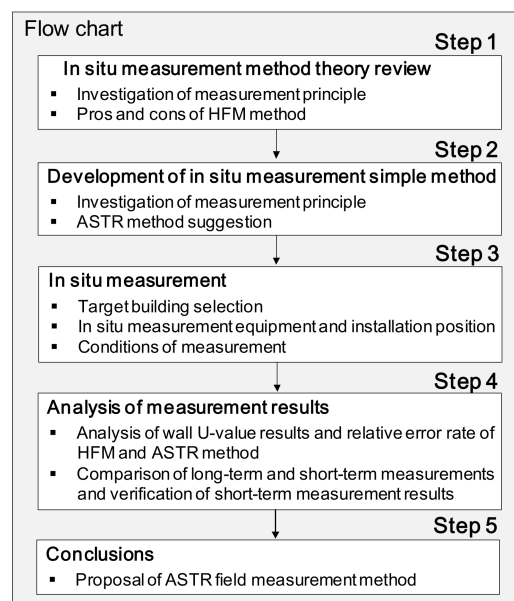 Flow chart
Step 1
In situ measurement method theory review
▪ Investigation of measurement principle
▪ Pros and cons of HFM method
Step 2
Development of in situ measurement simple method
▪ Investigation of measurement principle
▪ ASTR method suggestion
Step 3
In situ measurement
▪ Target building selection
▪ In situ measurement equipment and installation position
▪ Conditions of measurement
Step 4
Analysis of measurement results
▪ Analysis of wall U-value results and relative error rate of
HFM and ASTR method
▪ Comparison of long-term and short-term measurements
and verification of short-term measurement results
Step 5
Conclusions
▪ Proposal of ASTR field measurement method